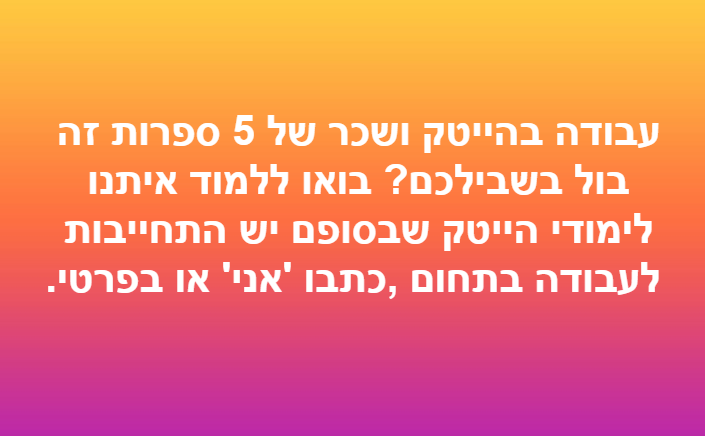 עבודה בהייטק ושכר של 5 ספרות זה
בול בשבילכם? בואו ללמוד איתנו
לימודי הייטק שבסופם יש התחייבות
לעבודה בתחום ,כתבו 'אני' או בפרטי.